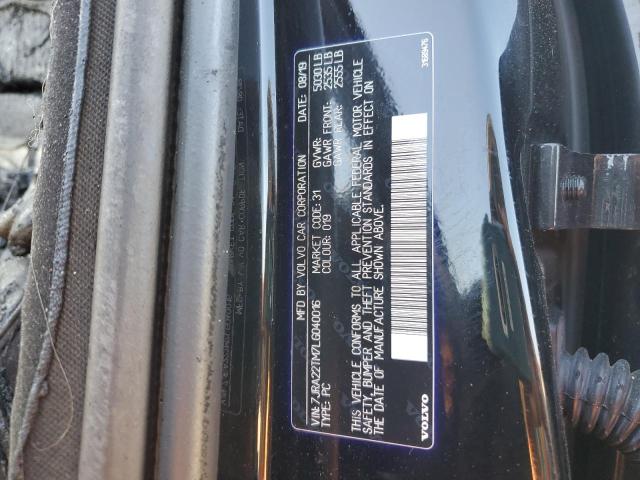 MFD. BY VOLVO CAR CORPORATION DATE: 08/19
VIN: 7JRA22TM7LG040016 MARKET CODE: 31 GVWR: 5030 LB
TYPE: PC COLOUR: 019 GAWR FRONT: 2535 LB
GAWR REAR: 2555 LB
THIS VEHICLE CONFORMS TO ALL APPLICABLE FEDERAL MOTOR VEHICLE
SAFETY, BUMPER AND THEFT PREVENTION STANDARDS IN EFFECT ON
THE DATE OF MANUFACTURE SHOWN ABOVE.
VOLVO
31689476